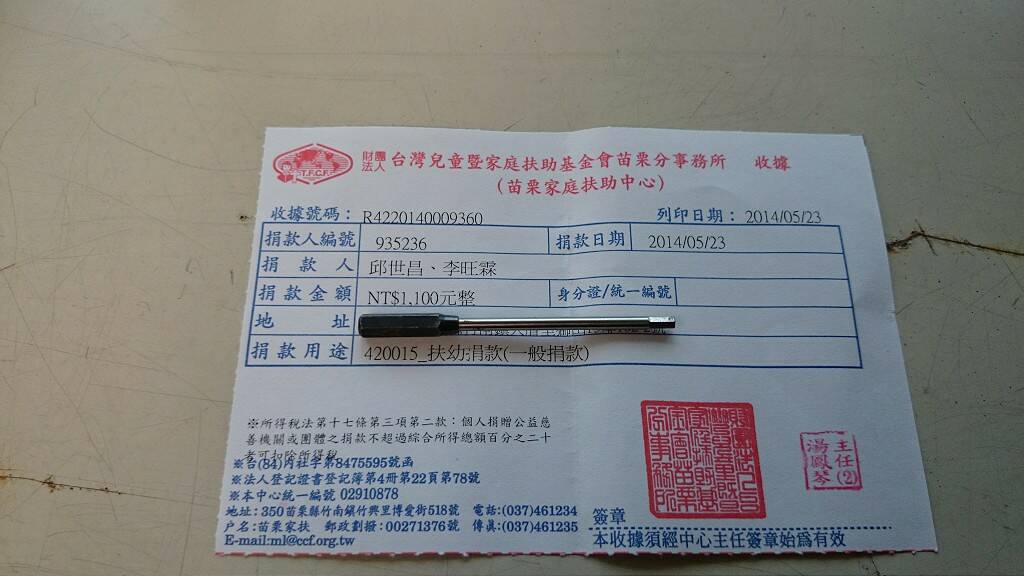 T.F.C.F.
財團法人 台灣兒童暨家庭扶助基金會苗栗分事務所 收據
(苗栗家庭扶助中心)
收據號碼: R4220140009360 列印日期: 2014/05/23
捐款人編號 935236 捐款日期 2014/05/23
捐款人 邱世昌、李旺霖
捐款金額 NT$1,100元整 身分證/統一編號
地址
捐款用途 420015_扶幼捐款(一般捐款)
※所得稅法第十七條第三項第二款:個人捐贈公益慈
善機關或團體之捐款不超過綜合所得總額百分之二十
者可扣除所得稅
※台(84)內社字第8475595號函
※法人登記證書登記簿第4冊第22頁第78號
※本中心統一編號 02910878
地址:350苗栗縣竹南鎮竹興里博愛街518號 電話:(037)461234
户名:苗栗家扶 郵政劃撥:00271376號 傳真:(037)461235
E-mail:ml@ccf.org.tw
主任(2)
湯鳳琴
簽章
本收據須經中心主任簽章始為有效